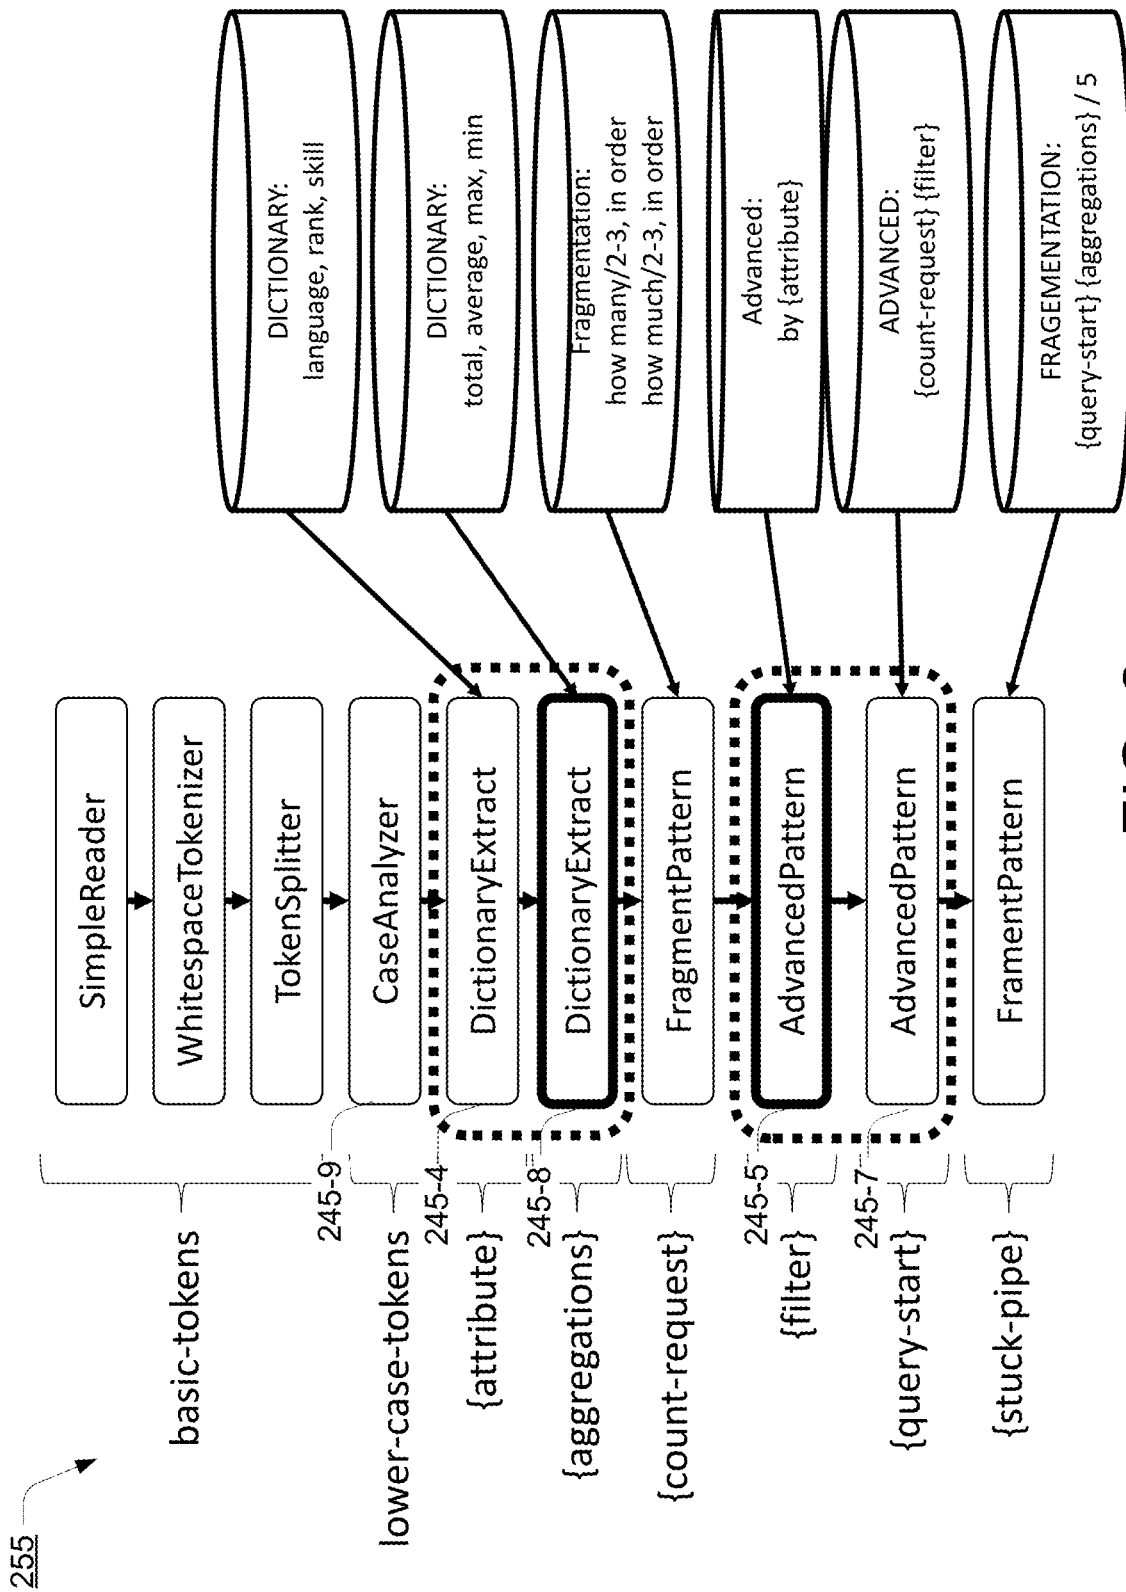 255
basic-tokens
245-9
lower-case-tokens
245-4
{attribute}
245-8
{aggregations}
{count-request}
245-5
{filter}
245-7
{query-start}
{stuck-pipe}
SimpleReader
WhitespaceTokenizer
TokenSplitter
CaseAnalyzer
DictionaryExtract
DictionaryExtract
FragmentPattern
AdvancedPattern
AdvancedPattern
FramentPattern
DICTIONARY:
language, rank, skill
DICTIONARY:
total, average, max, min
Fragmentation:
how many/2-3, in order
how much/2-3, in order
Advanced:
by {attribute}
ADVANCED:
{count-request} {filter}
FRAGEMENTATION:
{query-start} {aggregations} / 5